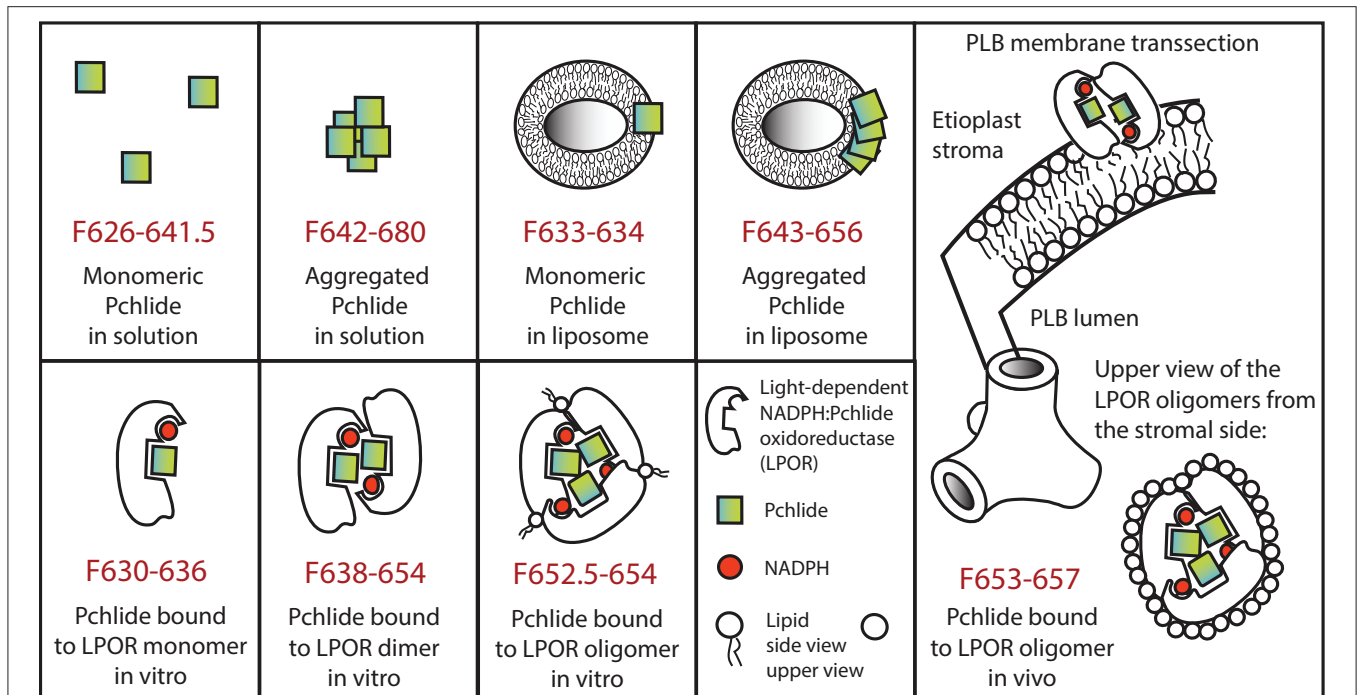 F626-641.5
Monomeric
Pchlide
in solution
F642-680
Aggregated
Pchlide
in solution
F633-634
Monomeric
Pchlide
in liposome
F643-656
Aggregated
Pchlide
in liposome
PLB membrane transsection
Etioplast
stroma
PLB lumen
Upper view of the
LPOR oligomers from
the stromal side:
F653-657
Pchlide bound
to LPOR oligomer
in vivo
F630-636
Pchlide bound
to LPOR monomer
in vitro
F638-654
Pchlide bound
to LPOR dimer
in vitro
F652.5-654
Pchlide bound
to LPOR oligomer
in vitro
Light-dependent
NADPH:Pchlide
oxidoreductase
(LPOR)
Pchlide
NADPH
Lipid
side view
upper view